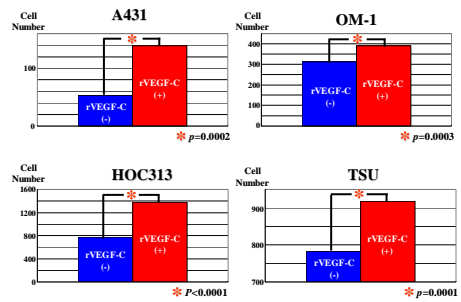 Cell
Number
A431
100
0
rVEGF-C
(-)
rVEGF-C
(+)
* p=0.0002
Cell
Number
OM-1
400
300
200
100
0
rVEGF-C
(-)
rVEGF-C
(+)
* p=0.0003
Cell
Number
HOC313
1600
1200
800
400
0
rVEGF-C
(-)
rVEGF-C
(+)
* P<0.0001
Cell
Number
TSU
900
800
700
rVEGF-C
(-)
rVEGF-C
(+)
* p=0.0001